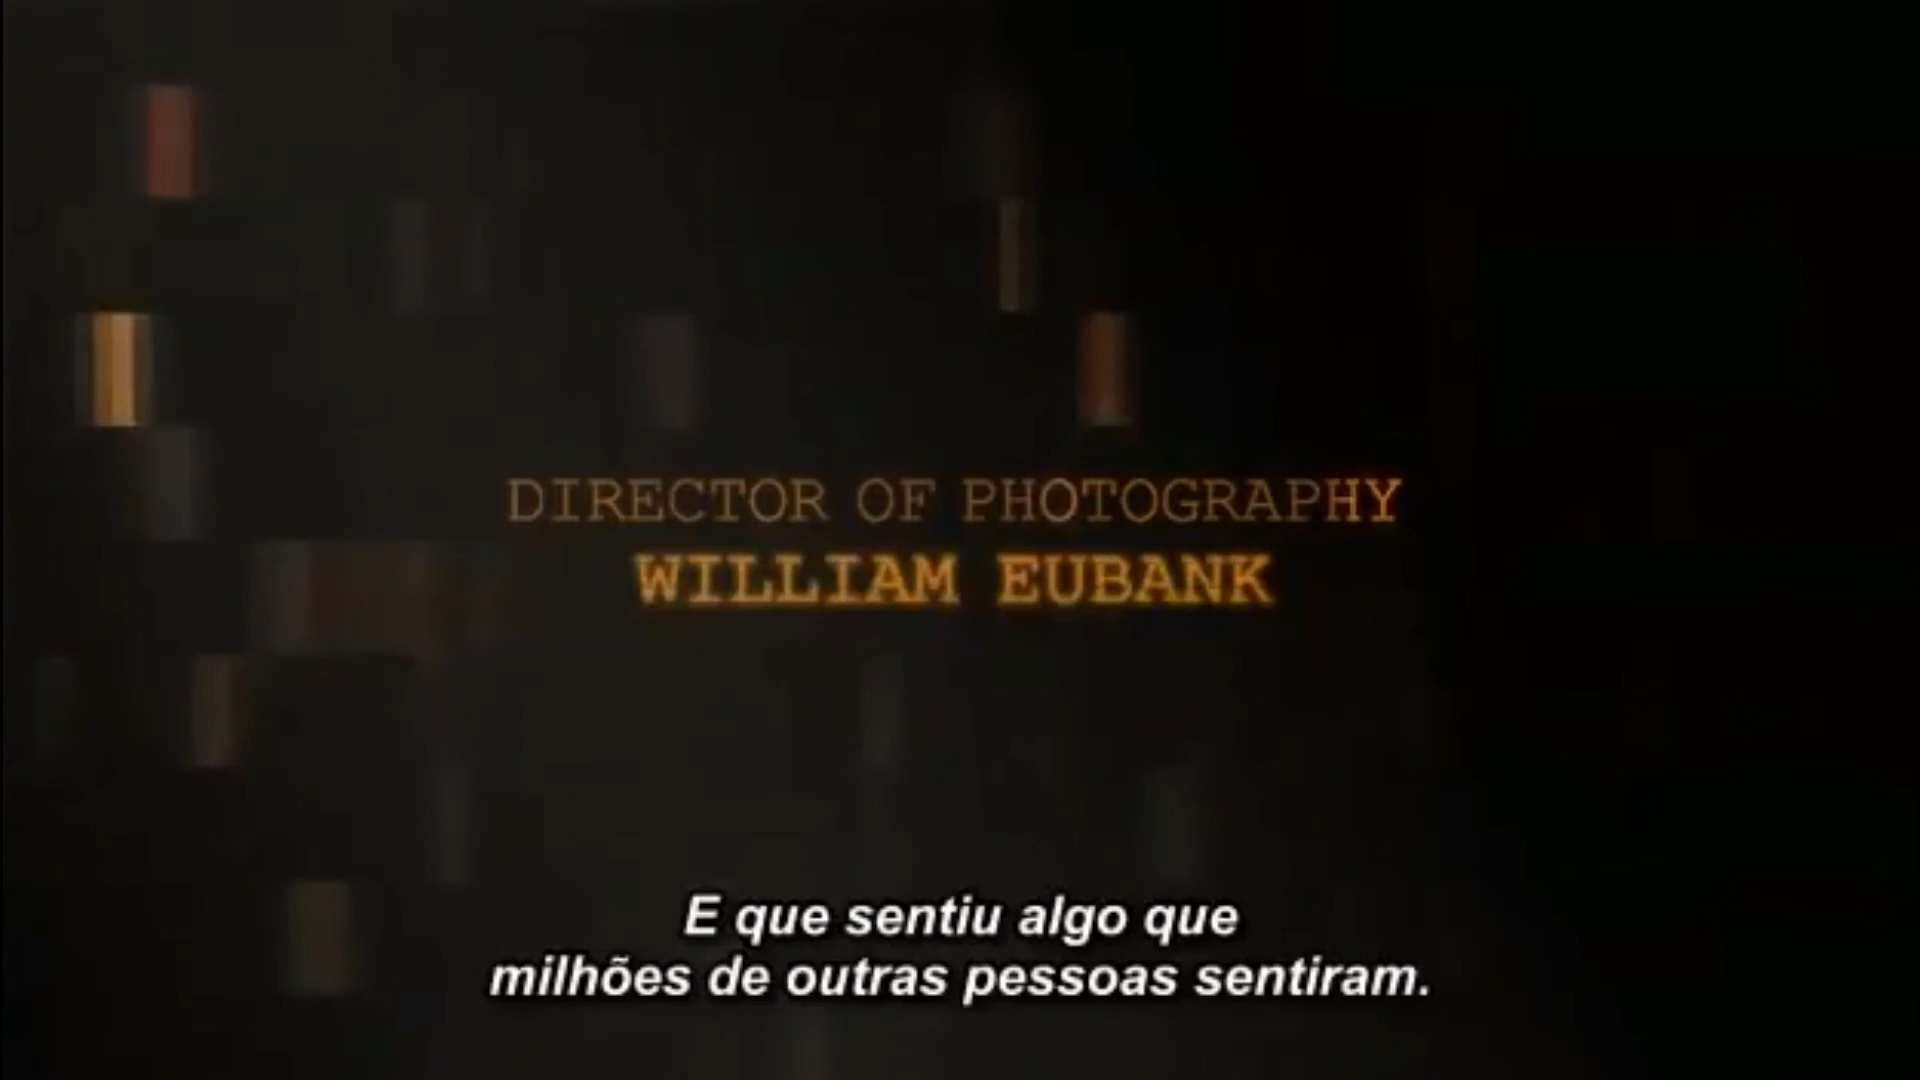 DIRECTOR OF PHOTOGRAPHY
WILLIAM EUBANK
E que sentiu algo que
milhões de outras pessoas sentiram.